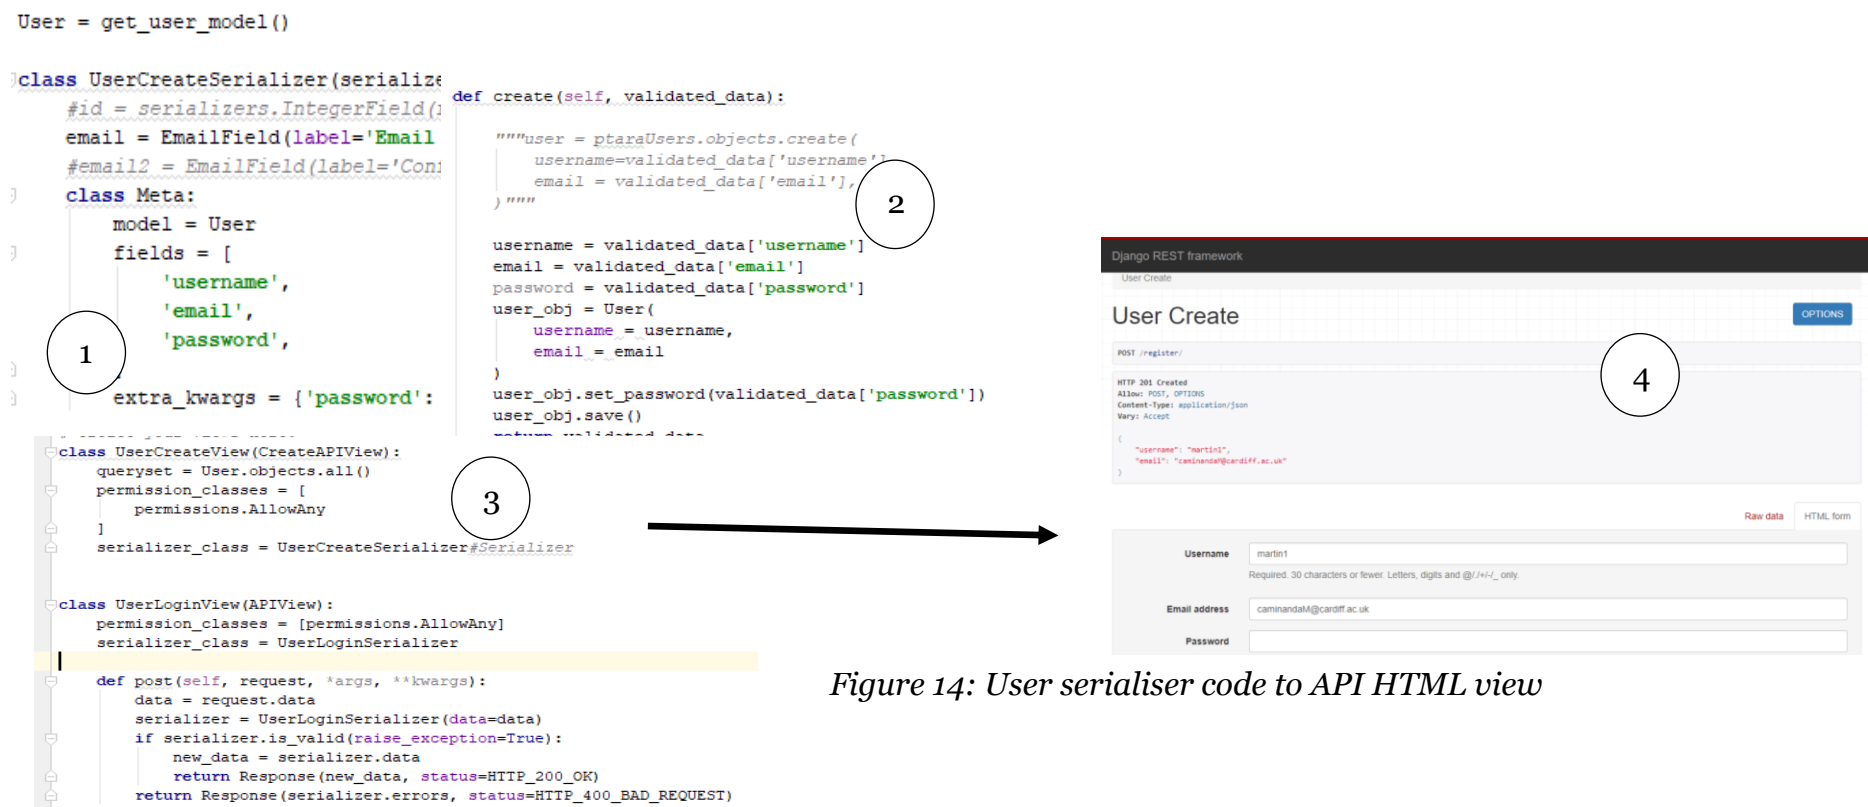 User = get_user_model()
class UserCreateSerializer(serialize
#id = serializers.IntegerField(
email = EmailField(label='Email
#email2 = EmailField(label='Con
class Meta:
model = User
fields = [
'username',
'email',
'password',
extra_kwargs = {'password':
1
def create(self, validated_data):
"""user = ptaraUsers.objects.create(
username=validated_data['username'
email = validated_data['email'],
)"""
username = validated_data['username']
email = validated_data['email']
password = validated_data['password']
user_obj = User(
username = username,
email = email
)
user_obj.set_password(validated_data['password'])
user_obj.save()
return validated_data
2
class UserCreateView(CreateAPIView):
queryset = User.objects.all()
permission_classes = [
permissions.AllowAny
]
serializer_class = UserCreateSerializer#Serializer
3
class UserLoginView(APIView):
permission_classes = [permissions.AllowAny]
serializer_class = UserLoginSerializer
def post(self, request, *args, **kwargs):
data = request.data
serializer = UserLoginSerializer(data=data)
if serializer.is_valid(raise_exception=True):
new_data = serializer.data
return Response(new_data, status=HTTP_200_OK)
return Response(serializer.errors, status=HTTP_400_BAD_REQUEST)
Django REST framework
User Create
User Create
OPTIONS
4
POST /register/
HTTP 201 Created
Allow: POST, OPTIONS
Content-Type: application/json
Vary: Accept
{
"username": "martin1",
"email": "caminandaM@cardiff.ac.uk"
}
Raw data
HTML form
Username
martin1
Required. 30 characters or fewer. Letters, digits and @/./+/-/_ only.
Email address
caminandaM@cardiff.ac.uk
Password
Figure 14: User serialiser code to API HTML view